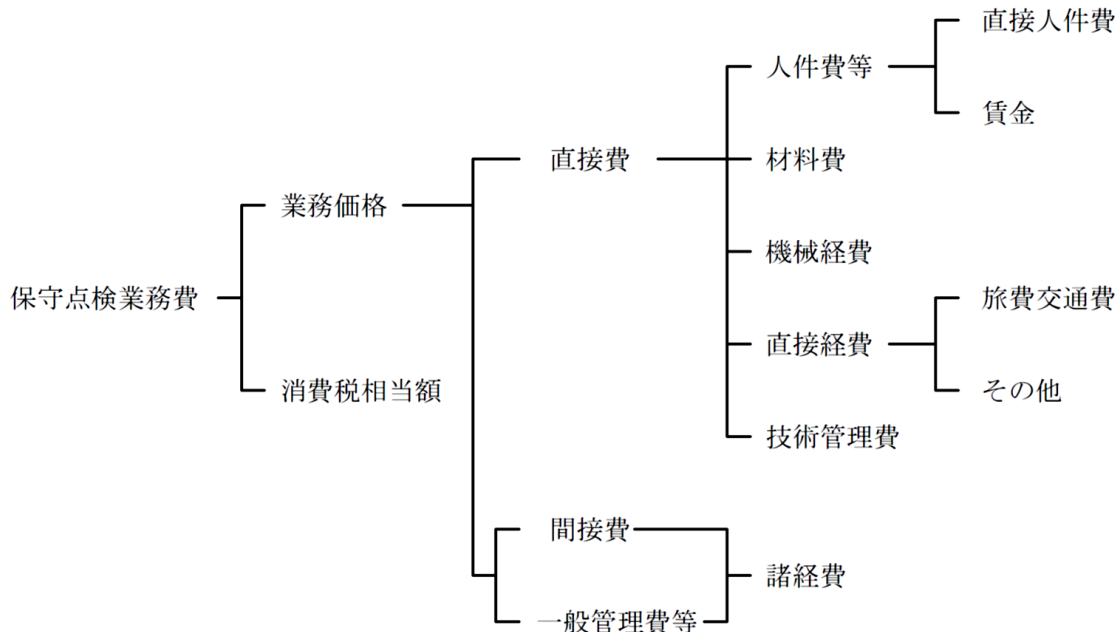 直接人件費
人件費等
賃金
直接費
材料費
業務価格
機械経費
保守点検業務費
旅費交通費
直接経費
消費税相当額
その他
技術管理費
間接費
諸経費
一般管理費等